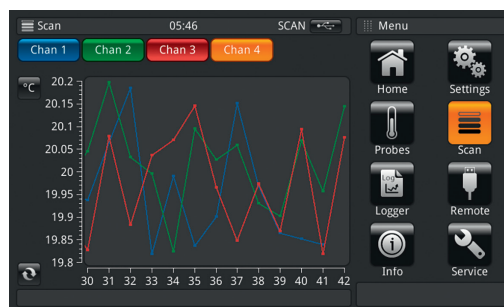 Scan 05:46 SCAN
Menu
Chan 1 Chan 2 Chan 3 Chan 4
°C
20.2
20.15
20.1
20.05
20
19.95
19.9
19.85
19.8
30 31 32 33 34 35 36 37 38 39 40 41 42
Home Settings
Probes Scan
Log
Logger Remote
Info Service